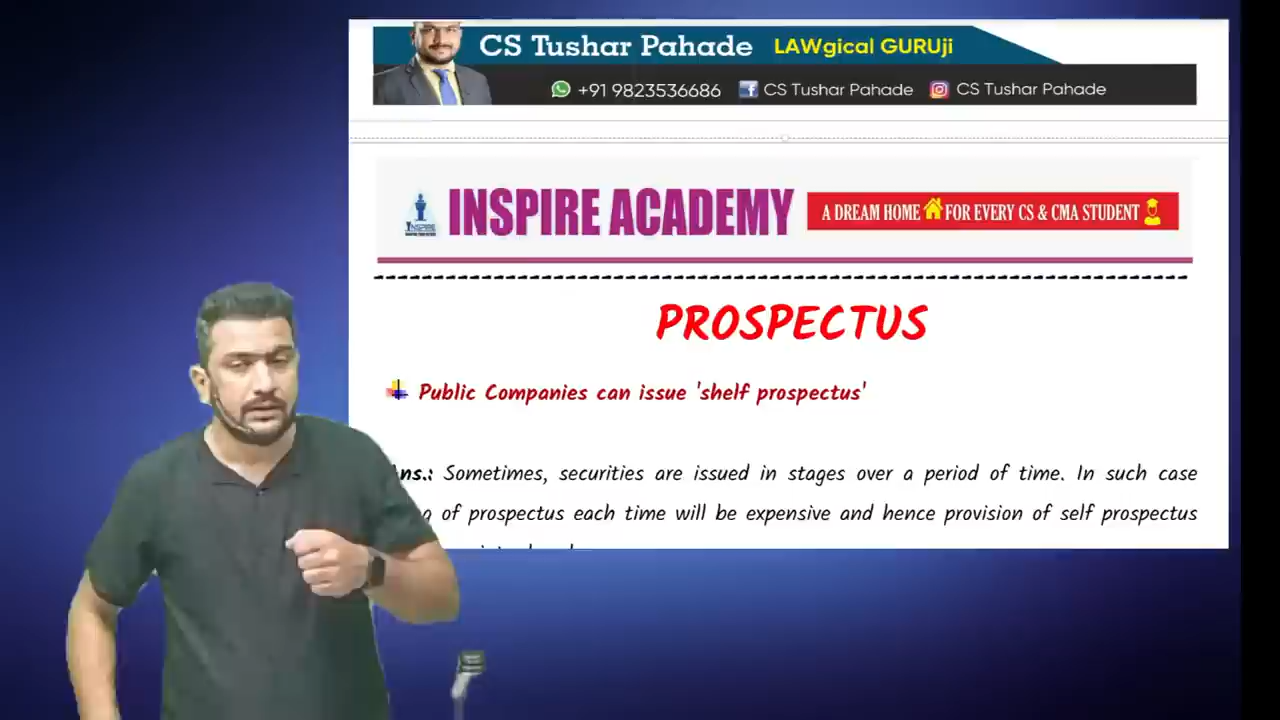 CS Tushar Pahade LAWgical GURUji
+91 9823536686 CS Tushar Pahade CS Tushar Pahade
INSPIRE ACADEMY A DREAM HOME FOR EVERY CS & CMA STUDENT
INSPIRE
PROSPECTUS
Public Companies can issue 'shelf prospectus'
ns.: Sometimes, securities are issued in stages over a period of time. In such case
of prospectus each time will be expensive and hence provision of self prospectus